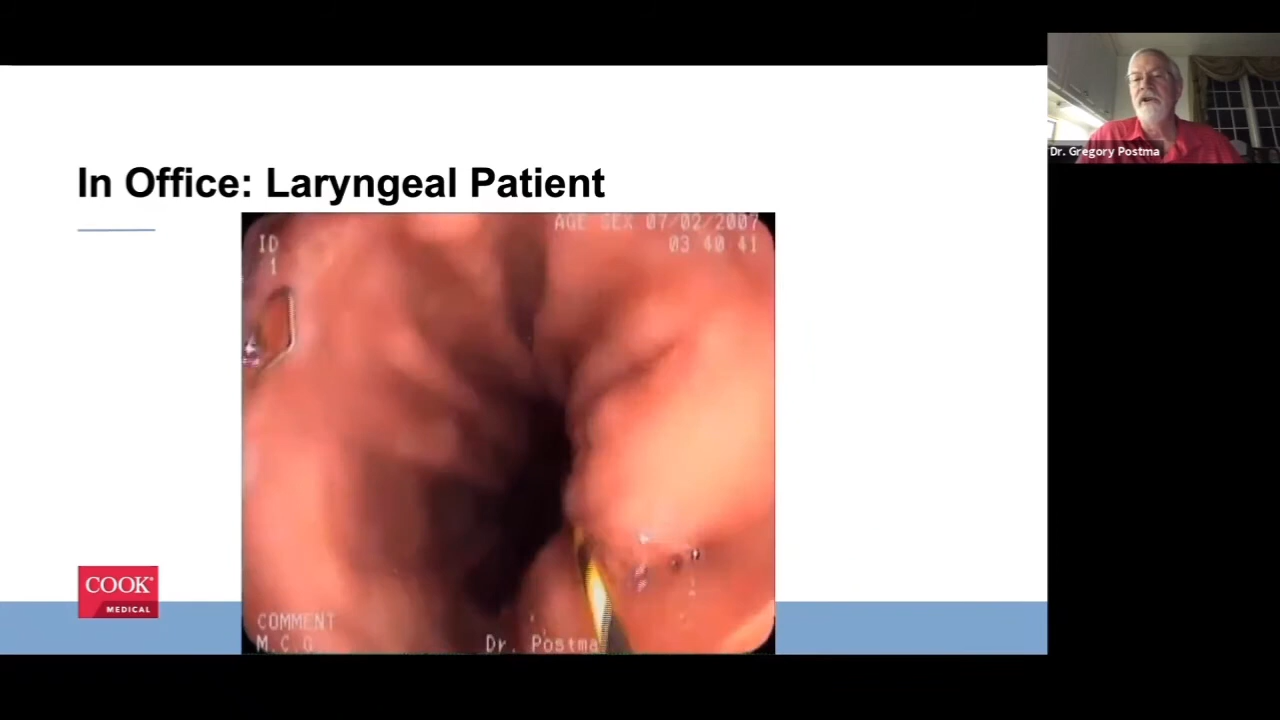 Dr. Gregory Postma
In Office: Laryngeal Patient
AGE SEX 07/02/2007
03 40 41
ID
1
COMMENT
M.C.G
Dr. Postma
COOK®
MEDICAL